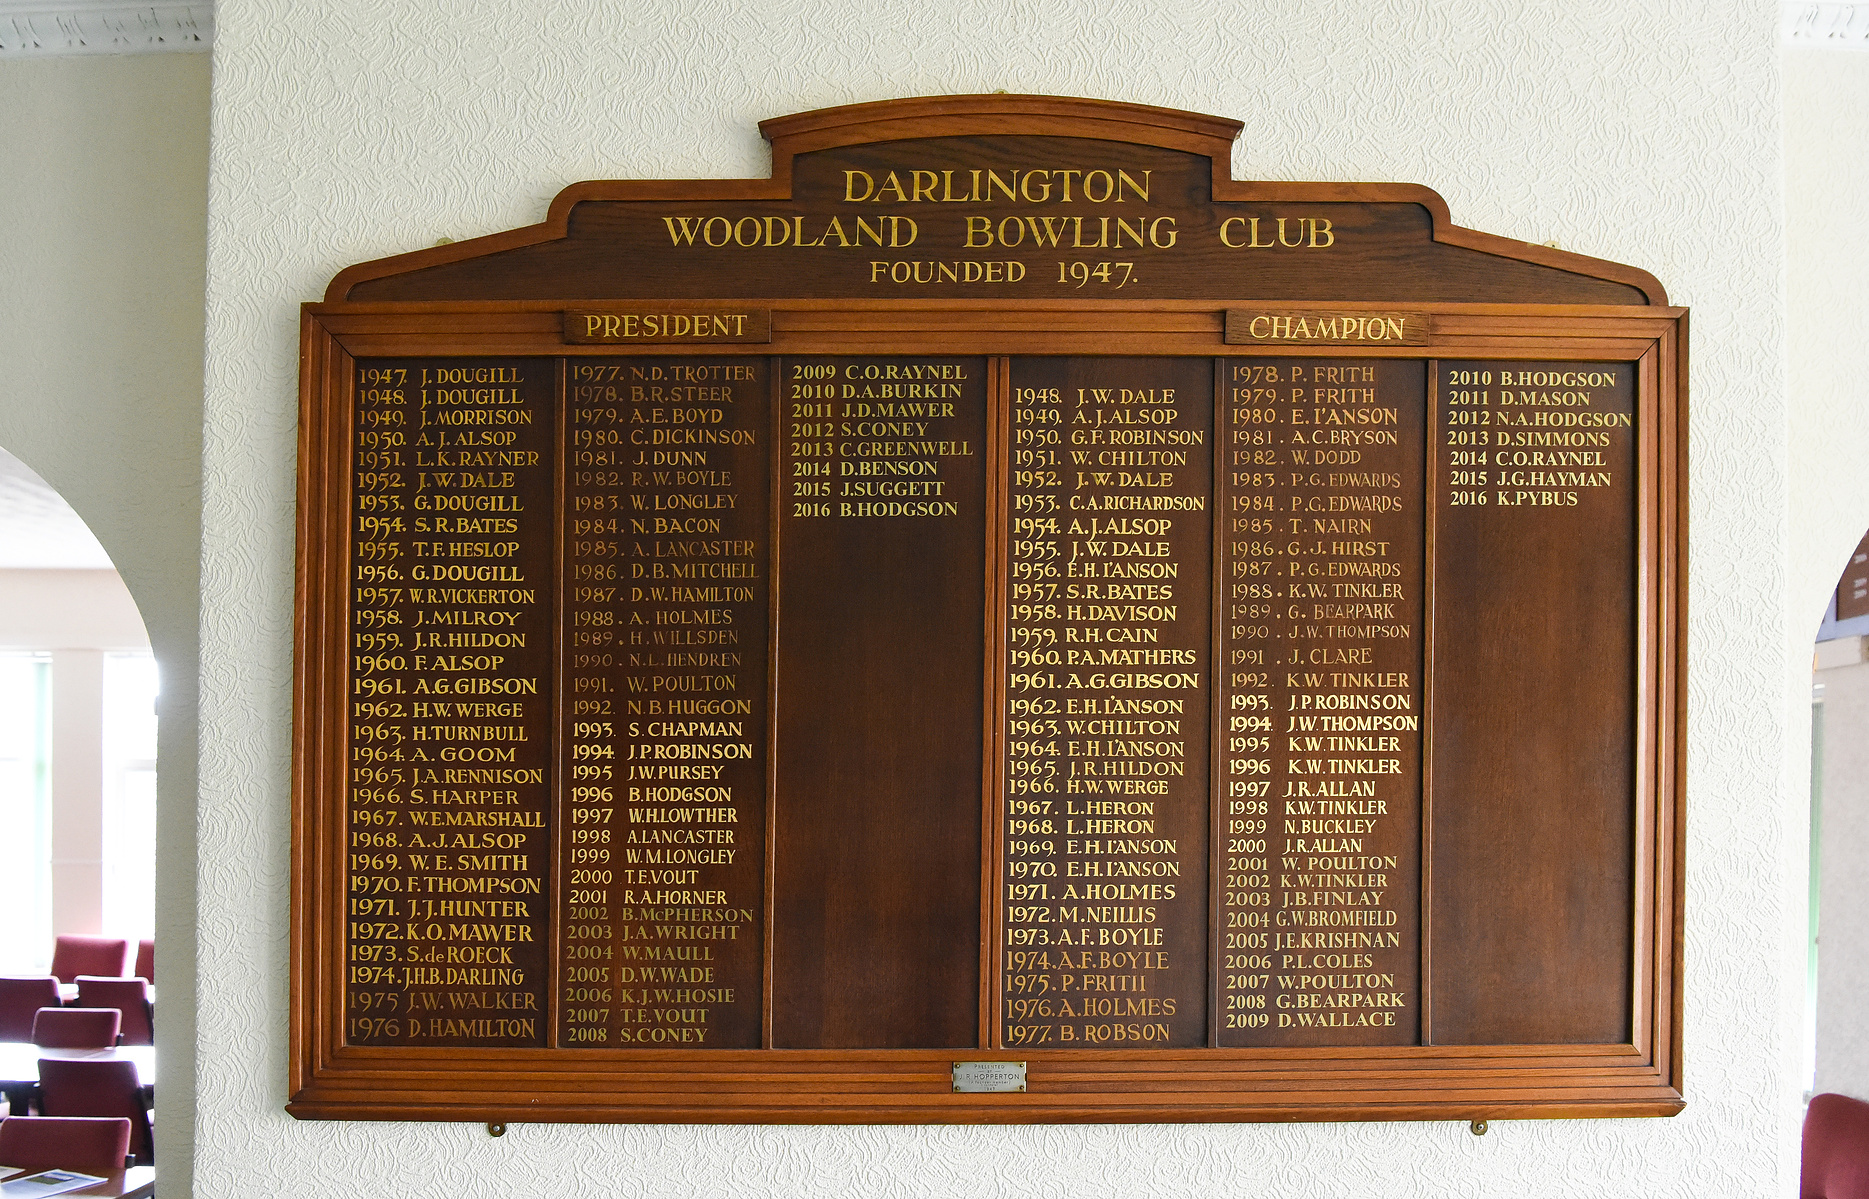 DARLINGTON
WOODLAND BOWLING CLUB
FOUNDED 1947.
PRESIDENT
1947. J. DOUGILL
1948. J. DOUGILL
1949. J. MORRISON
1950. A. J. ALSOP
1951. L.K. RAYNER
1952. J.W. DALE
1953. G. DOUGILL
1954. S.R. BATES
1955. T.F. HESLOP
1956. G. DOUGILL
1957. W.R. VICKERTON
1958. J. MILROY
1959. J.R. HILDON
1960. F. ALSOP
1961. A.G. GIBSON
1962. H.W. WERGE
1963. H. TURNBULL
1964. A. GOOM
1965. J.A. RENNISON
1966. S. HARPER
1967. W.E. MARSHALL
1968. A.J. ALSOP
1969. W. E. SMITH
1970. F. THOMPSON
1971. J.J. HUNTER
1972. K.O. MAWER
1973. S. de ROECK
1974. J.H.B. DARLING
1975 J.W. WALKER
1976 D. HAMILTON
1977. N.D. TROTTER
1978. B.R. STEER
1979. A.E. BOYD
1980. C. DICKINSON
1981. J. DUNN
1982. R.W. BOYLE
1983. W. LONGLEY
1984. N. BACON
1985. A. LANCASTER
1986. D.B. MITCHELL
1987. D.W. HAMILTON
1988. A. HOLMES
1989. H. WILLSDEN
1990. N.L. HENDREN
1991. W. POULTON
1992. N.B. HUGGON
1993. S. CHAPMAN
1994. J.P. ROBINSON
1995 J.W. PURSEY
1996 B. HODGSON
1997 W.H. LOWTHER
1998 A. LANCASTER
1999 W.M. LONGLEY
2000 T.E. VOUT
2001 R.A. HORNER
2002 B. McPHERSON
2003 J.A. WRIGHT
2004 W. MAULL
2005 D.W. WADE
2006 K.J.W. HOSIE
2007 T.E. VOUT
2008 S. CONEY
2009 C.O. RAYNEL
2010 D.A. BURKIN
2011 J.D. MAWER
2012 S. CONEY
2013 C. GREENWELL
2014 D. BENSON
2015 J. SUGGETT
2016 B. HODGSON
CHAMPION
1948. J.W. DALE
1949. A.J. ALSOP
1950. G.F. ROBINSON
1951. W. CHILTON
1952. J.W. DALE
1953. C.A. RICHARDSON
1954. A.J. ALSOP
1955. J.W. DALE
1956. E.H. I'ANSON
1957. S.R. BATES
1958. H. DAVISON
1959. R.H. CAIN
1960. P.A. MATHERS
1961. A.G. GIBSON
1962. E.H. I'ANSON
1963. W. CHILTON
1964. E.H. I'ANSON
1965. J.R. HILDON
1966. H.W. WERGE
1967. L. HERON
1968. L. HERON
1969. E.H. I'ANSON
1970. E.H. I'ANSON
1971. A. HOLMES
1972. M. NEILLIS
1973. A.F. BOYLE
1974. A.F. BOYLE
1975. P. FRITH
1976. A. HOLMES
1977. B. ROBSON
1978. P. FRITH
1979. P. FRITH
1980. E. I'ANSON
1981. A.C. BRYSON
1982. W. DODD
1983. P.G. EDWARDS
1984. P.G. EDWARDS
1985. T. NAIRN
1986. G.J. HIRST
1987. P.G. EDWARDS
1988. K.W. TINKLER
1989. G. BEARPARK
1990. J.W. THOMPSON
1991. J. CLARE
1992. K.W. TINKLER
1993. J.P. ROBINSON
1994. J.W. THOMPSON
1995 K.W. TINKLER
1996 K.W. TINKLER
1997 J.R. ALLAN
1998 K.W. TINKLER
1999 N. BUCKLEY
2000 J.R. ALLAN
2001 W. POULTON
2002 K.W. TINKLER
2003 J.B. FINLAY
2004 G.W. BROMFIELD
2005 J.E. KRISHNAN
2006 P.L. COLES
2007 W. POULTON
2008 G. BEARPARK
2009 D. WALLACE
2010 B. HODGSON
2011 D. MASON
2012 N.A. HODGSON
2013 D. SIMMONS
2014 C.O. RAYNEL
2015 J.G. HAYMAN
2016 K. PYBUS
PRESENTED
BY
J. R. HOPPERTON